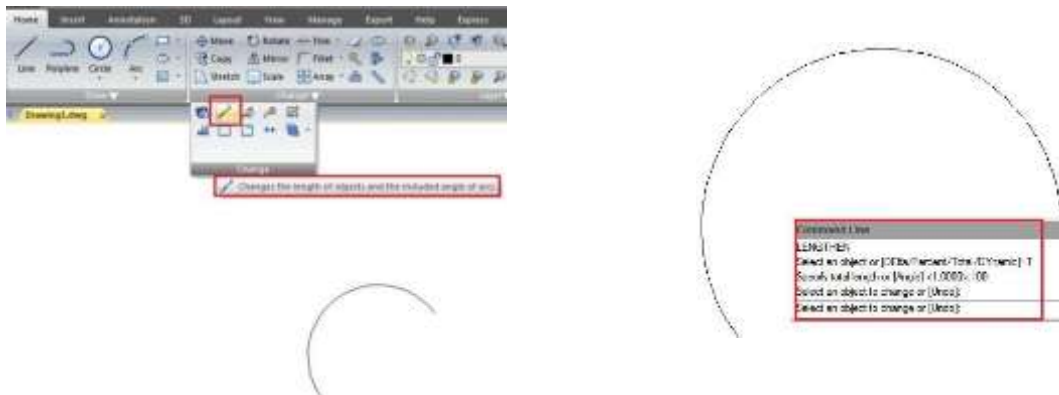 Home Insert Annotation 3D Layout View Manage Export Help Express
Move Rotate Trim
Line Polyline Circle Arc
Copy Mirror Fillet
Stretch Scale Array
Drawing1.dwg
Change
Changes the length of objects and the included angle of arc
Command Line
LENGTHEN
Select an object or [DElta/Percent/Total/DYnamic]: T
Specify total length or [Angle] <1.0000>: 100
Select an object to change or [Undo]:
Select an object to change or [Undo]: